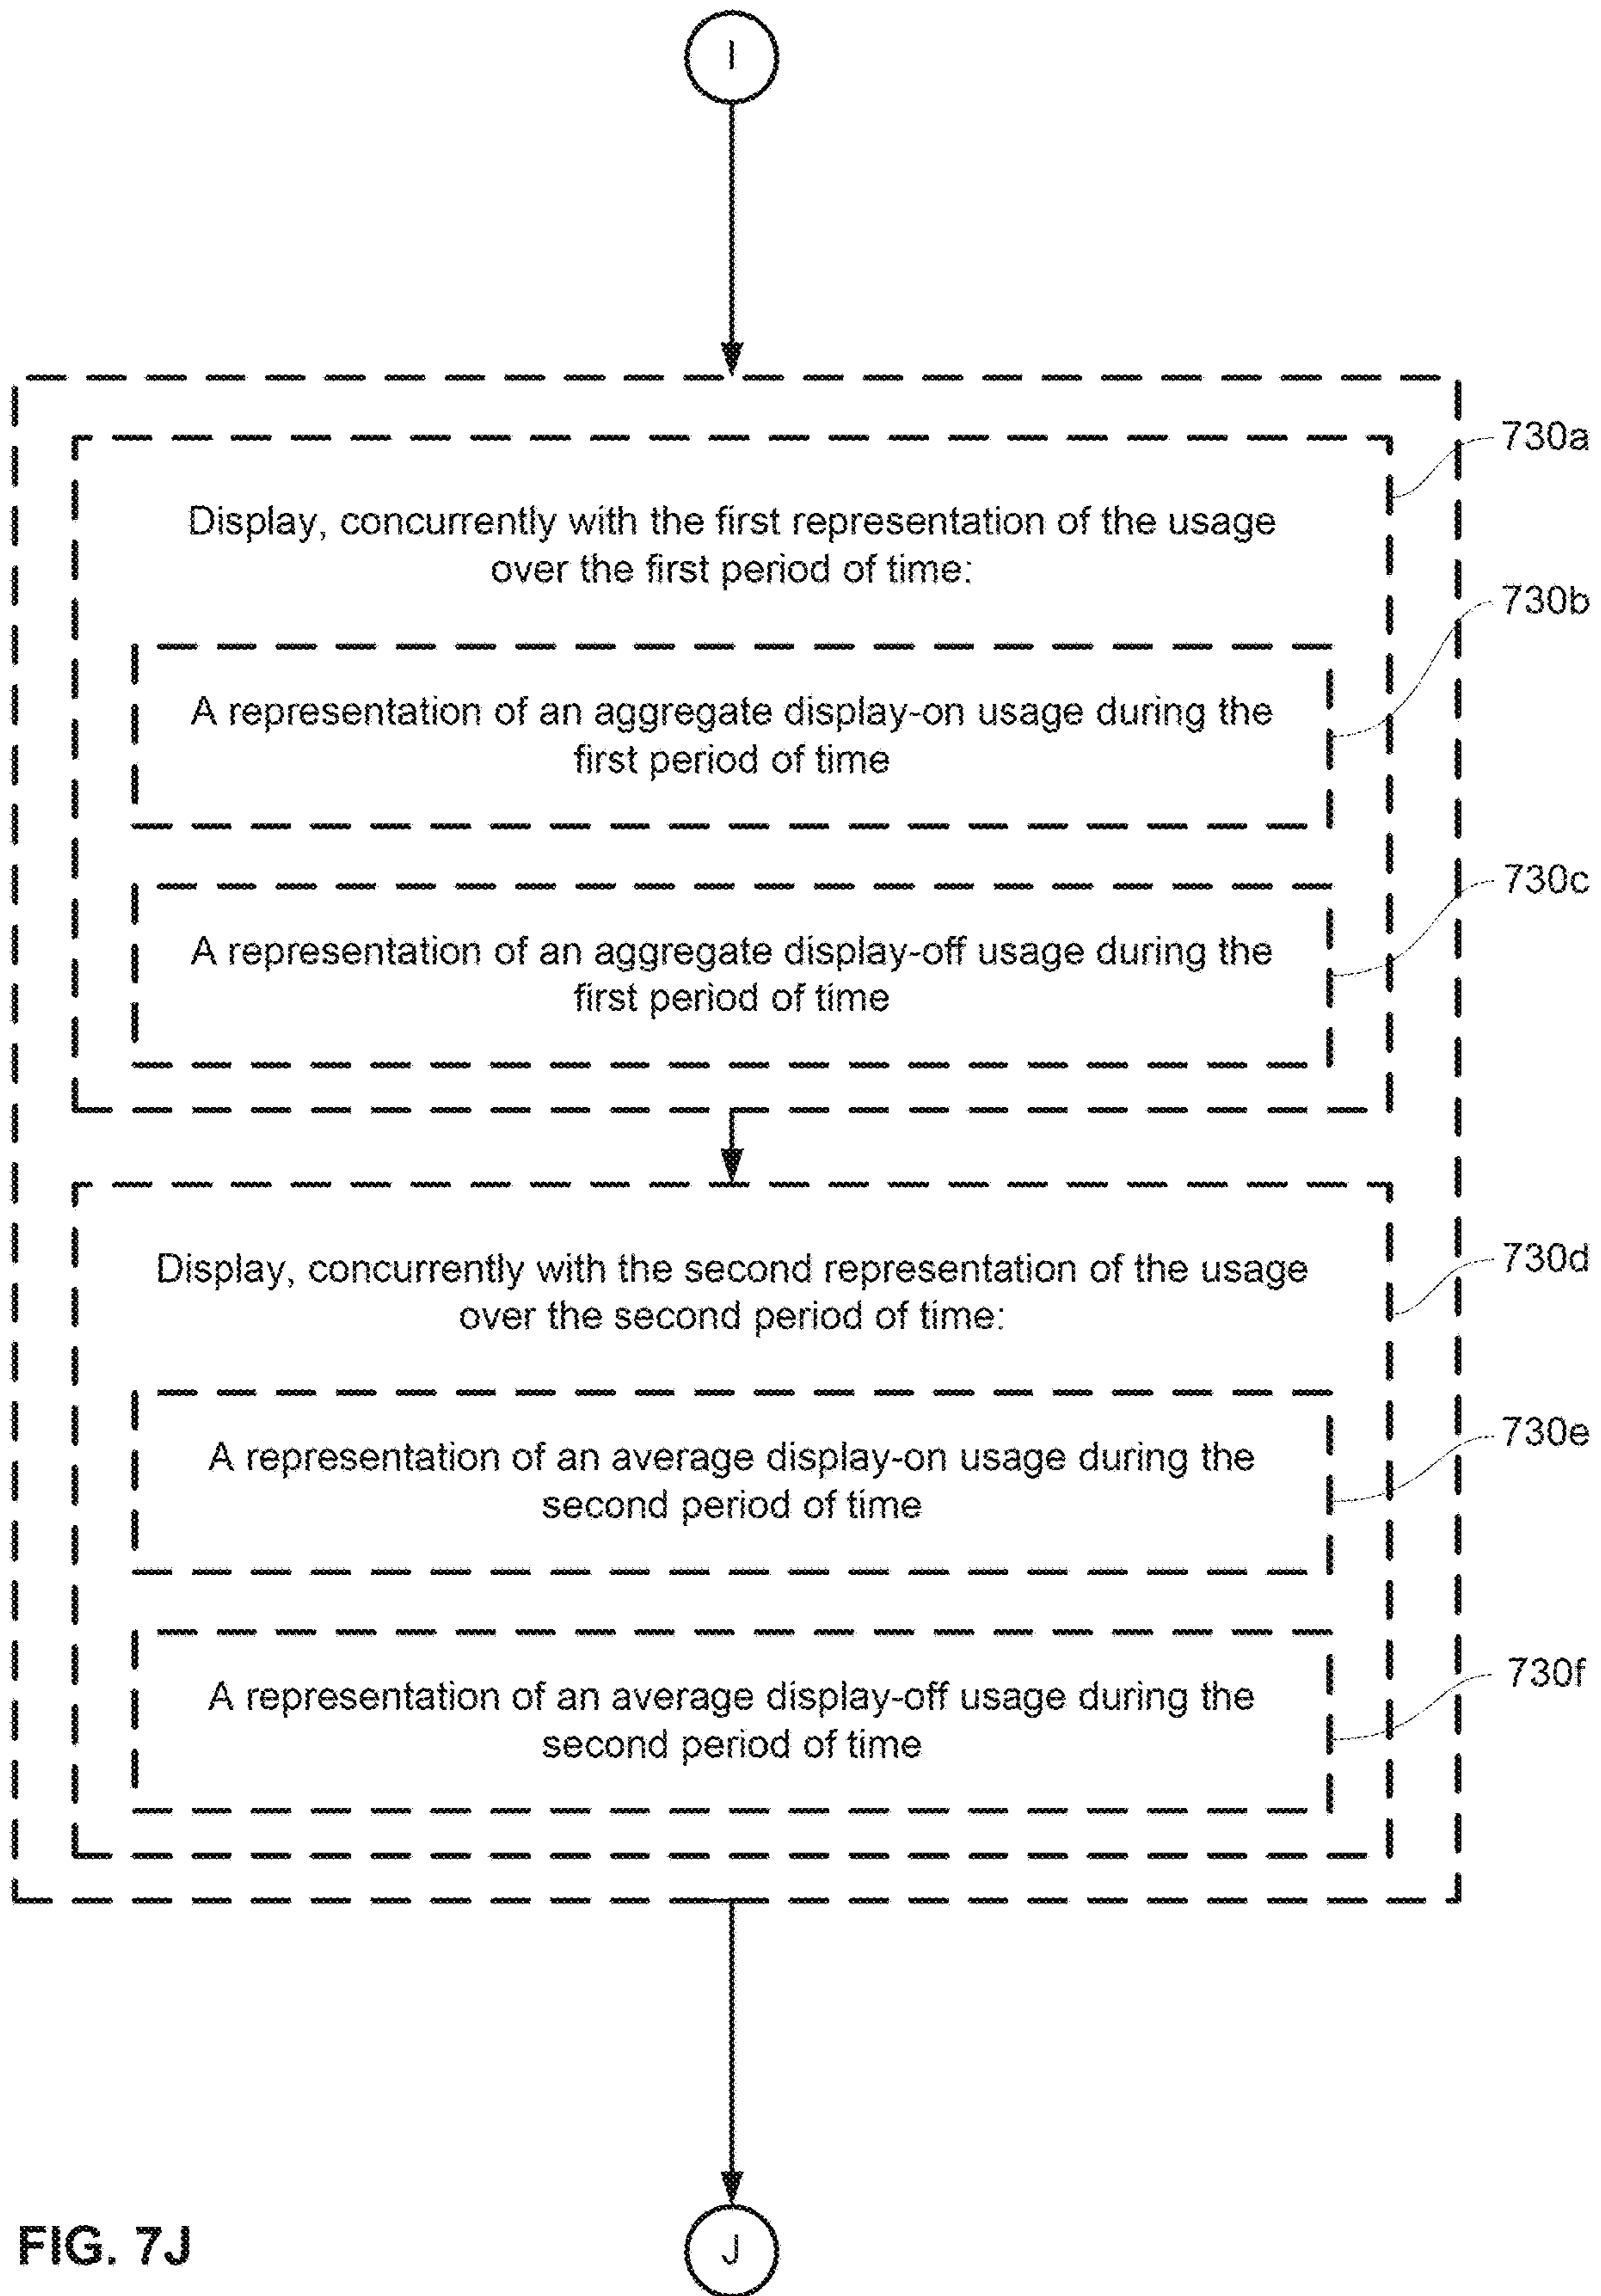 I
730a
Display, concurrently with the first representation of the usage
over the first period of time:
730b
A representation of an aggregate display-on usage during the
first period of time
730c
A representation of an aggregate display-off usage during the
first period of time
730d
Display, concurrently with the second representation of the usage
over the second period of time:
730e
A representation of an average display-on usage during the
second period of time
730f
A representation of an average display-off usage during the
second period of time
FIG. 7J
J